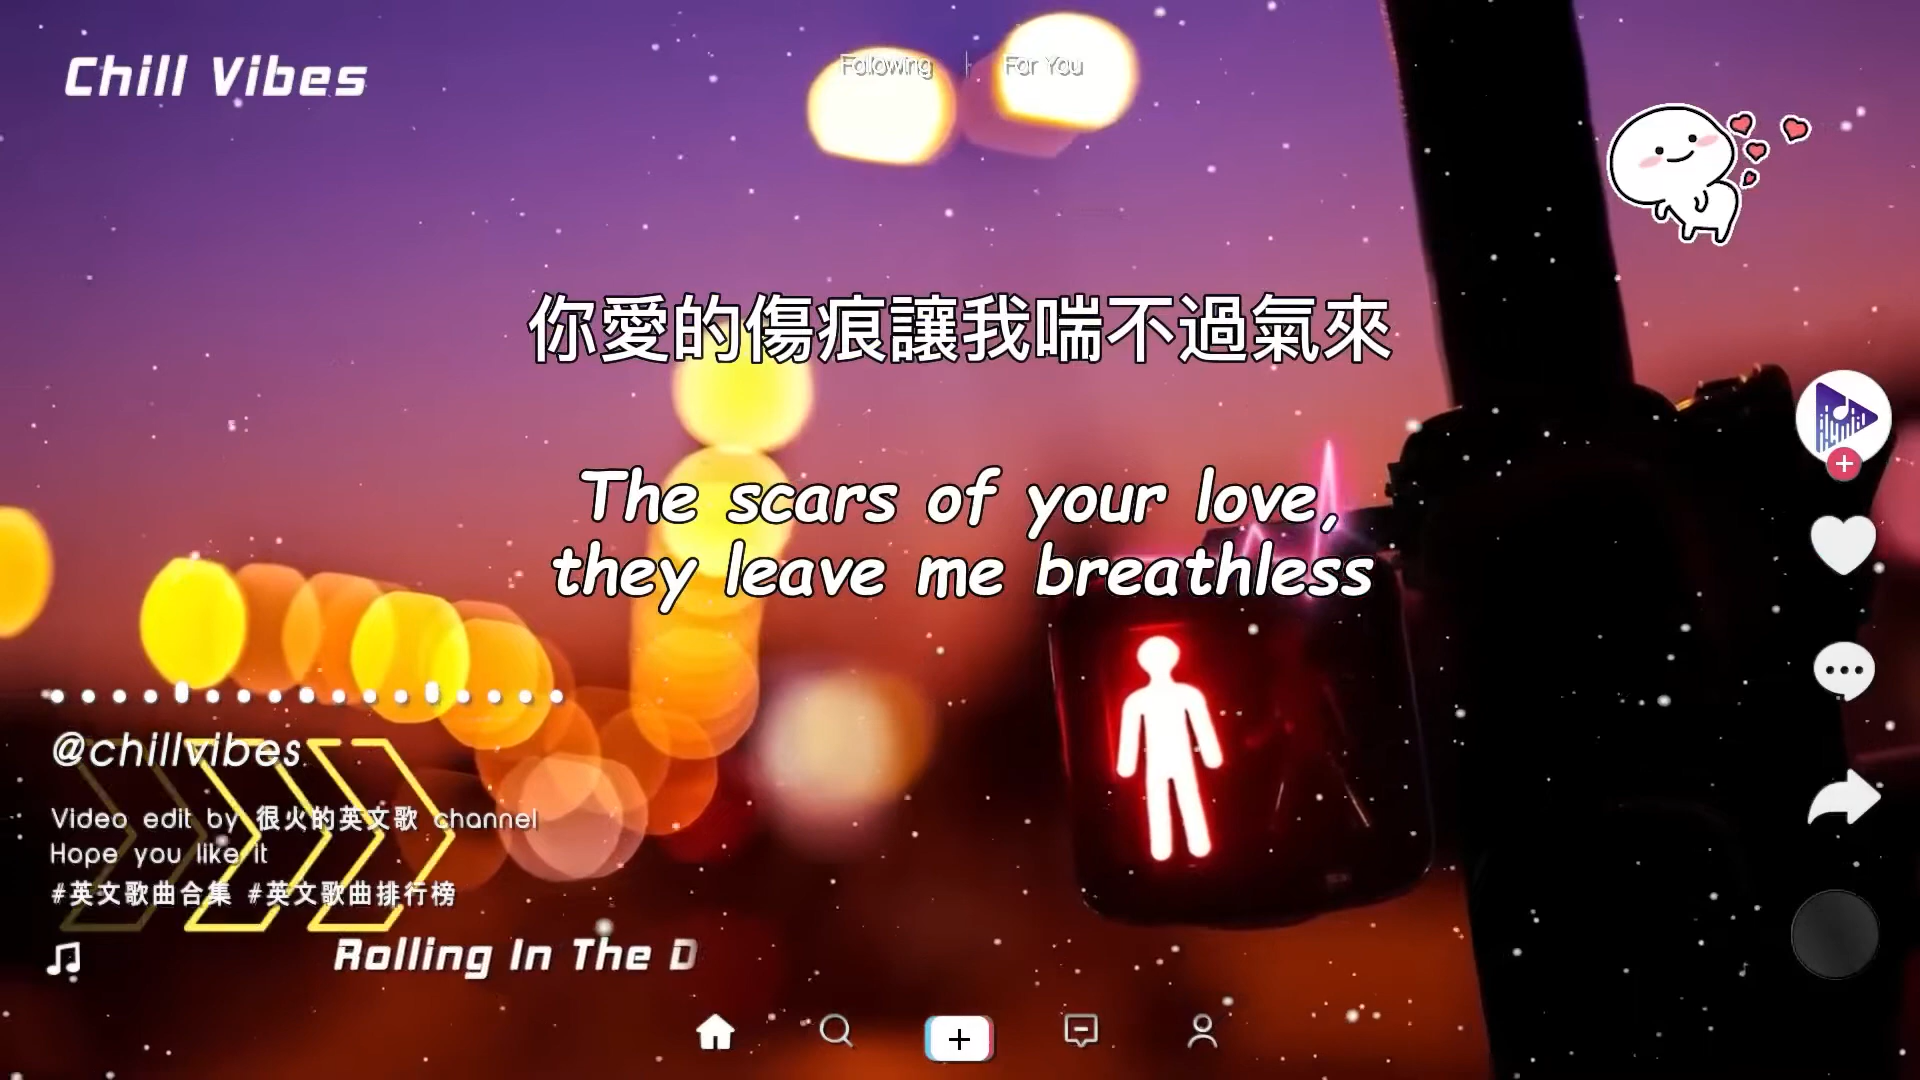 Chill Vibes
Following | For You
你愛的傷痕讓我喘不過氣來
The scars of your love,
they leave me breathless
@chillvibes
Video edit by 很火的英文歌 channel
Hope you like it
#英文歌曲合集 #英文歌曲排行榜
Rolling In The D